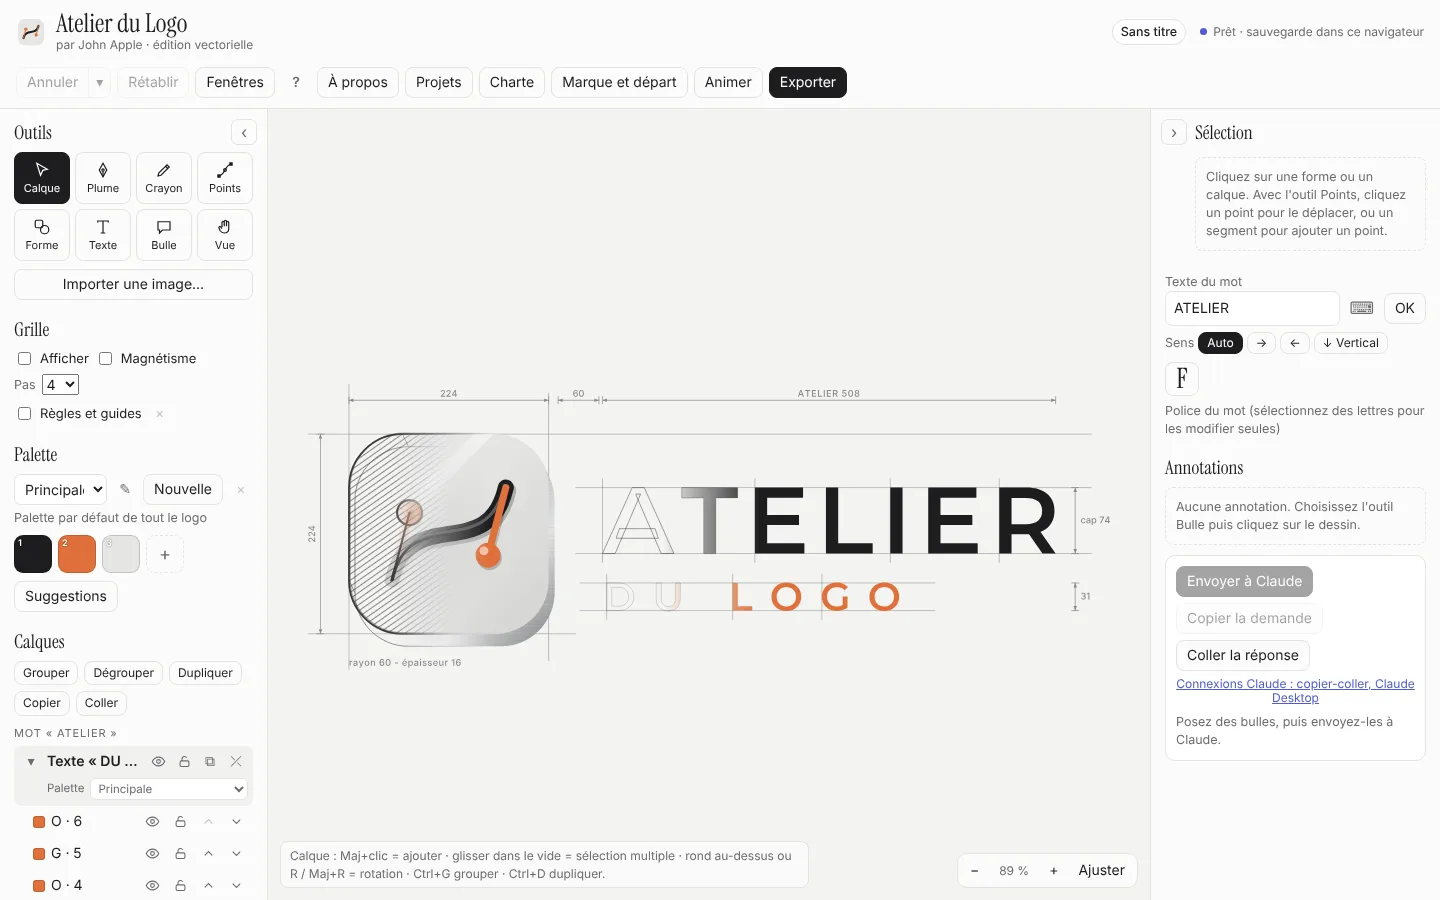 Atelier du Logo
par John Apple · édition vectorielle
Sans titre
Prêt · sauvegarde dans ce navigateur
Annuler ▾ Rétablir Fenêtres ? À propos Projets Charte Marque et départ Animer Exporter
Outils
Calque Plume Crayon Points
Forme Texte Bulle Vue
Importer une image...
Grille
Afficher Magnétisme
Pas 4
Règles et guides ×
Palette
Principale Nouvelle ×
Palette par défaut de tout le logo
1 2 +
Suggestions
Calques
Grouper Dégrouper Dupliquer
Copier Coller
MOT « ATELIER »
▼ Texte « DU ...
Palette Principale
O · 6
G · 5
O · 4
224 60 ATELIER 508
224
ATELIER
cap 74
DU LOGO
31
rayon 60 - épaisseur 16
Calque : Maj+clic = ajouter · glisser dans le vide = sélection multiple · rond au-dessus ou
R / Maj+R = rotation · Ctrl+G grouper · Ctrl+D dupliquer.
− 89 % + Ajuster
Sélection
Cliquez sur une forme ou un
calque. Avec l'outil Points, cliquez
un point pour le déplacer, ou un
segment pour ajouter un point.
Texte du mot
ATELIER OK
Sens Auto → ← ↓ Vertical
F
Police du mot (sélectionnez des lettres pour
les modifier seules)
Annotations
Aucune annotation. Choisissez l'outil
Bulle puis cliquez sur le dessin.
Envoyer à Claude
Copier la demande
Coller la réponse
Connexions Claude : copier-coller, Claude
Desktop
Posez des bulles, puis envoyez-les à
Claude.